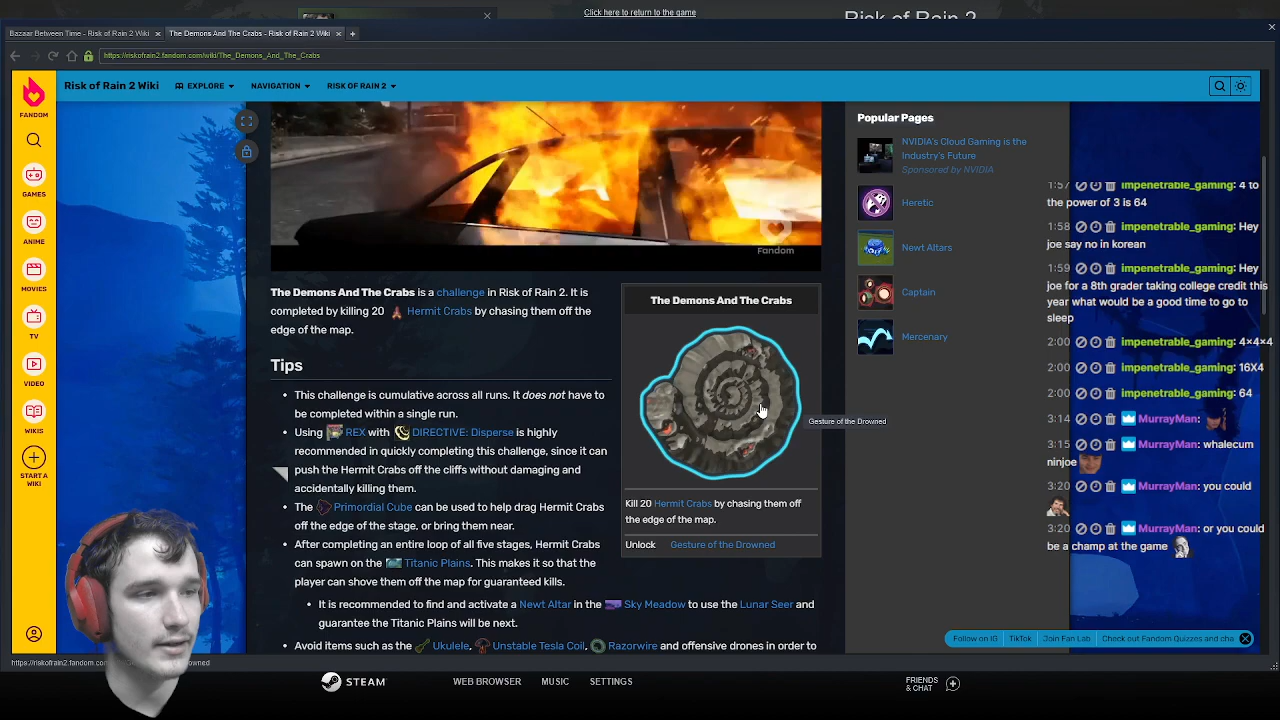 Click here to return to the game
Risk of Rain 2
Bazaar Between Time - Risk of Rain 2 Wiki
The Demons And The Crabs - Risk of Rain 2 Wiki
https://riskofrain2.fandom.com/wiki/The_Demons_And_The_Crabs
FANDOM
Risk of Rain 2 Wiki
EXPLORE
NAVIGATION
RISK OF RAIN 2
GAMES
ANIME
MOVIES
TV
VIDEO
WIKIS
START A
WIKI
Fandom
The Demons And The Crabs is a challenge in Risk of Rain 2. It is
completed by killing 20 Hermit Crabs by chasing them off the
edge of the map.
Tips
• This challenge is cumulative across all runs. It does not have to
be completed within a single run.
• Using REX with DIRECTIVE: Disperse is highly
recommended in quickly completing this challenge, since it can
push the Hermit Crabs off the cliffs without damaging and
accidentally killing them.
• The Primordial Cube can be used to help drag Hermit Crabs
off the edge of the stage, or bring them near.
• After completing an entire loop of all five stages, Hermit Crabs
can spawn on the Titanic Plains. This makes it so that the
player can shove them off the map for guaranteed kills.
• It is recommended to find and activate a Newt Altar in the Sky Meadow to use the Lunar Seer and
guarantee the Titanic Plains will be next.
• Avoid items such as the Ukulele, Unstable Tesla Coil, Razorwire and offensive drones in order to
The Demons And The Crabs
Gesture of the Drowned
Kill 20 Hermit Crabs by chasing them off
the edge of the map.
Unlock Gesture of the Drowned
Popular Pages
NVIDIA's Cloud Gaming is the
Industry's Future
Sponsored by NVIDIA
Heretic
Newt Altars
Captain
Mercenary
1:57 impenetrable_gaming: 4 to
the power of 3 is 64
1:58 impenetrable_gaming: Hey
joe say no in korean
1:59 impenetrable_gaming: Hey
joe for a 8th grader taking college credit this
year what would be a good time to go to
sleep
2:00 impenetrable_gaming: 4×4×4
2:00 impenetrable_gaming: 16X4
2:00 impenetrable_gaming: 64
3:14 MurrayMan:
3:15 MurrayMan: whalecum
ninjoe
3:20 MurrayMan: you could
3:20 MurrayMan: or you could
be a champ at the game
Follow on IG
TikTok
Join Fan Lab
Check out Fandom Quizzes and cha
https://riskofrain2.fandom.com/wiki/
STEAM
WEB BROWSER
MUSIC
SETTINGS
FRIENDS
& CHAT